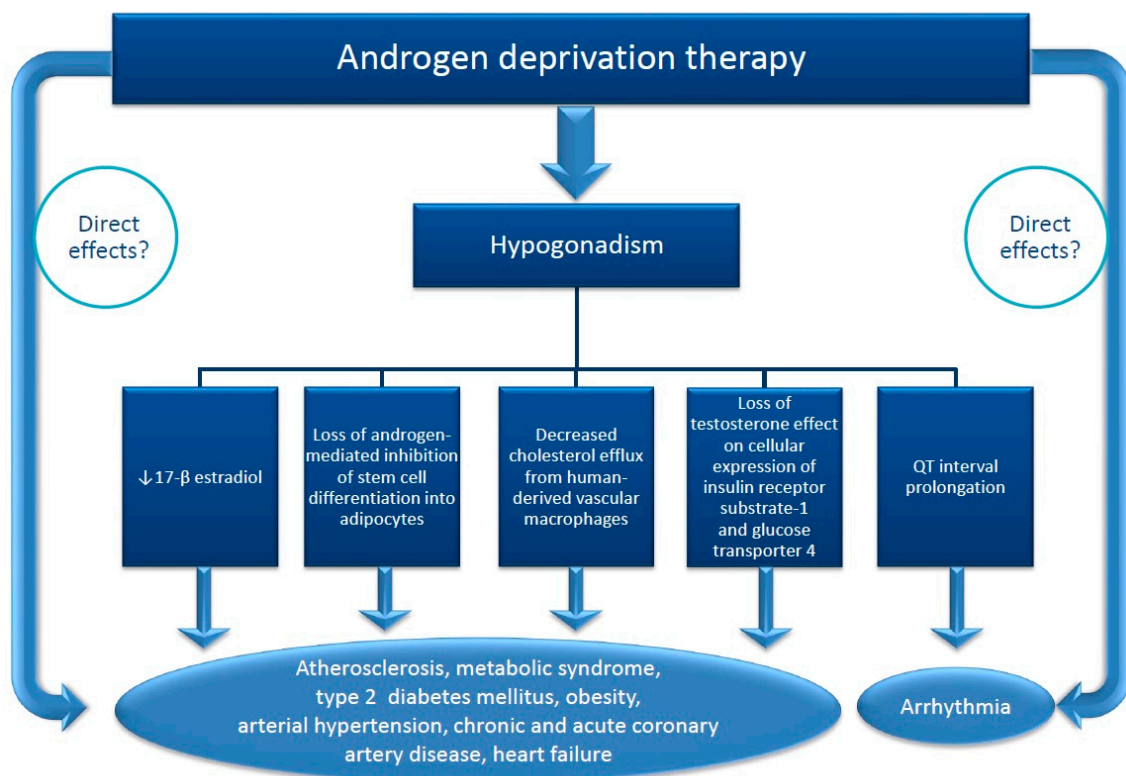 Androgen deprivation therapy
Direct
effects?
Direct
effects?
Hypogonadism
↓17-β estradiol
Loss of androgen-
mediated inhibition
of stem cell
differentiation into
adipocytes
Decreased
cholesterol efflux
from human-
derived vascular
macrophages
Loss of
testosterone effect
on cellular
expression of
insulin receptor
substrate-1
and glucose
transporter 4
QT interval
prolongation
Atherosclerosis, metabolic syndrome,
type 2 diabetes mellitus, obesity,
arterial hypertension, chronic and acute coronary
artery disease, heart failure
Arrhythmia